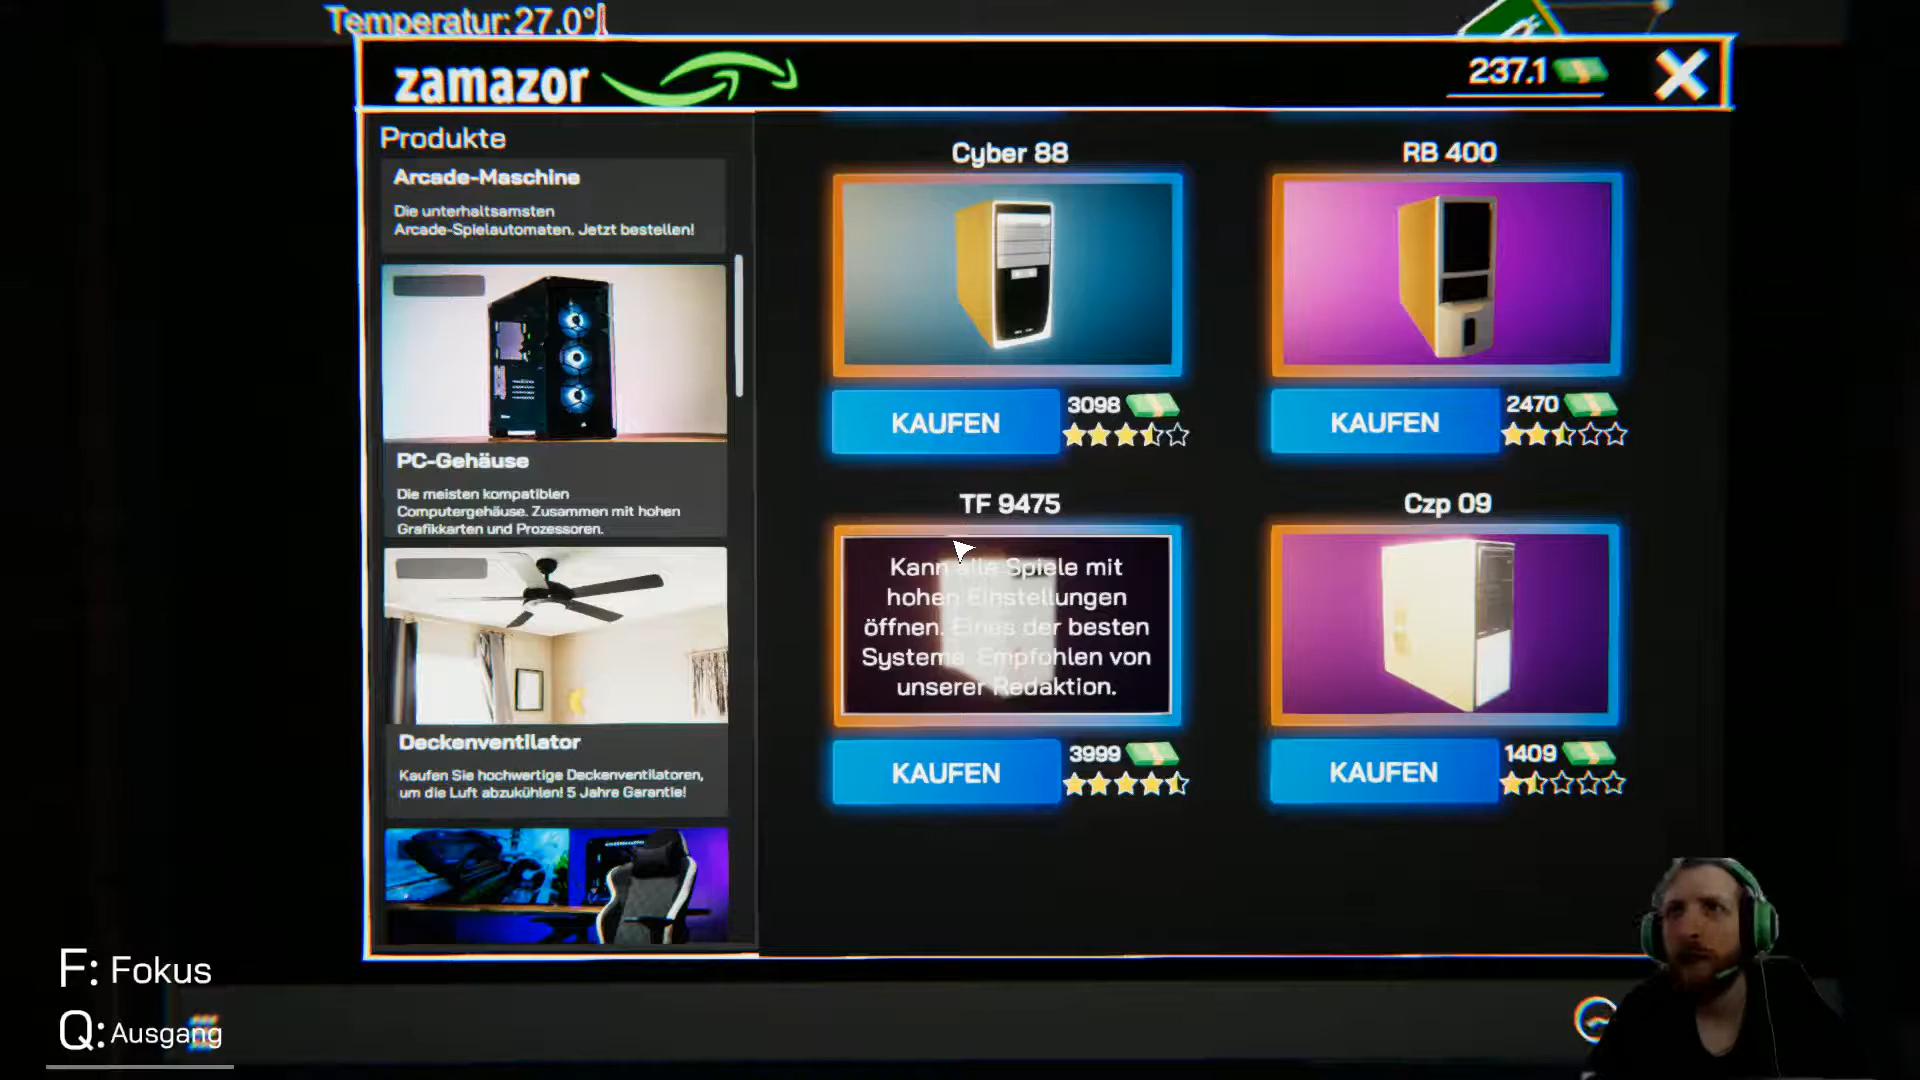 Temperatur: 27.0°
zamazor
237.1
Produkte
Arcade-Maschine
Die unterhaltsamsten
Arcade-Spielautomaten. Jetzt bestellen!
PC-Gehäuse
Die meisten kompatiblen
Computergehäuse. Zusammen mit hohen
Grafikkarten und Prozessoren.
Deckenventilator
Kaufen Sie hochwertige Deckenventilatoren,
um die Luft abzukühlen! 5 Jahre Garantie!
Cyber 88
KAUFEN
3098
RB 400
KAUFEN
2470
TF 9475
Kann alle Spiele mit
hohen Einstellungen
öffnen. Eines der besten
Systeme. Empfohlen von
unserer Redaktion.
KAUFEN
3999
Czp 09
KAUFEN
1409
F: Fokus
Q: Ausgang